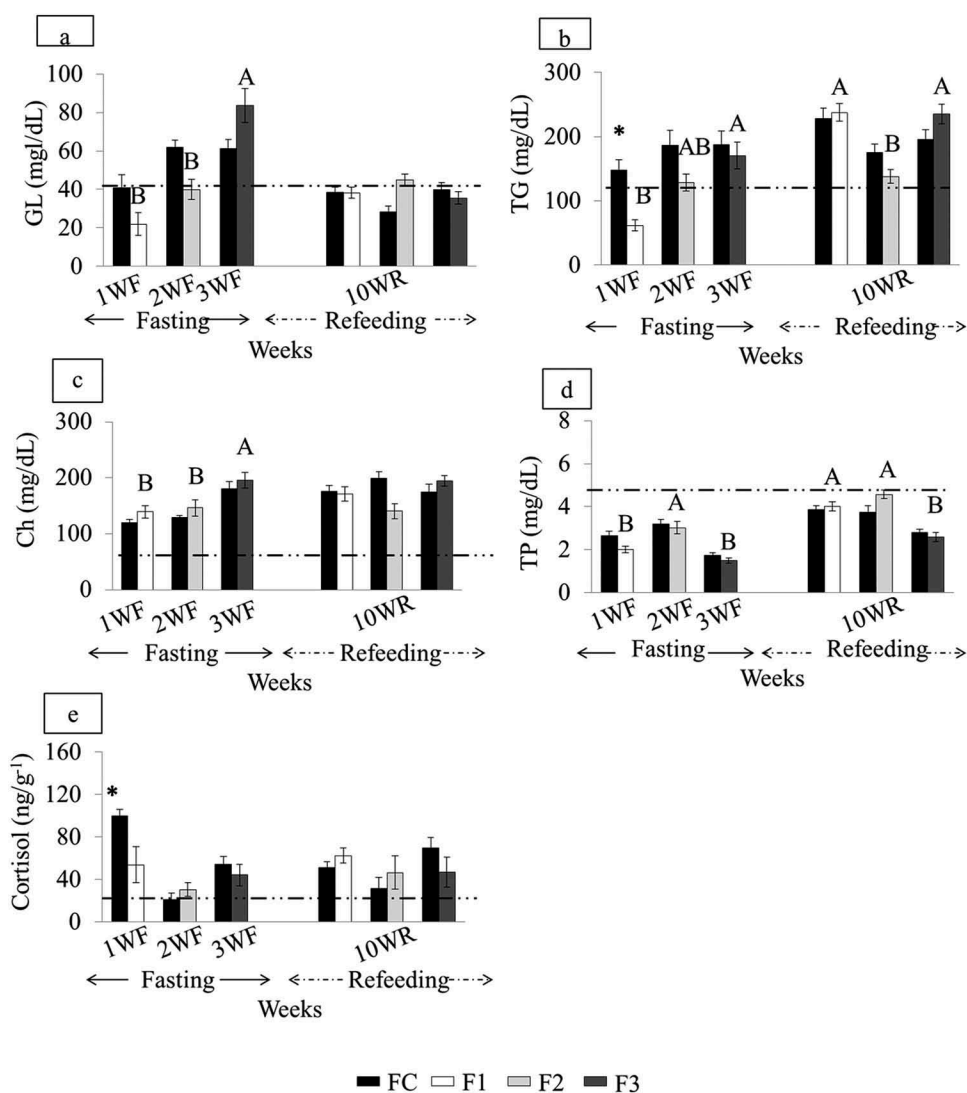 a
GL (mgl/dL)
100
80
60
40
20
0
A
B
B
1WF 2WF 3WF 10WR
Fasting Refeeding
Weeks
b
TG (mg/dL)
300
200
100
0
*
B
AB
A
A
B
A
1WF 2WF 3WF 10WR
Fasting Refeeding
Weeks
c
Ch (mg/dL)
300
200
100
0
B
B
A
1WF 2WF 3WF 10WR
Fasting Refeeding
Weeks
d
TP (mg/dL)
8
6
4
2
0
B
A
B
A
A
B
1WF 2WF 3WF 10WR
Fasting Refeeding
Weeks
e
Cortisol (ng/g⁻¹)
160
120
80
40
0
*
1WF 2WF 3WF 10WR
Fasting Refeeding
Weeks
FC F1 F2 F3